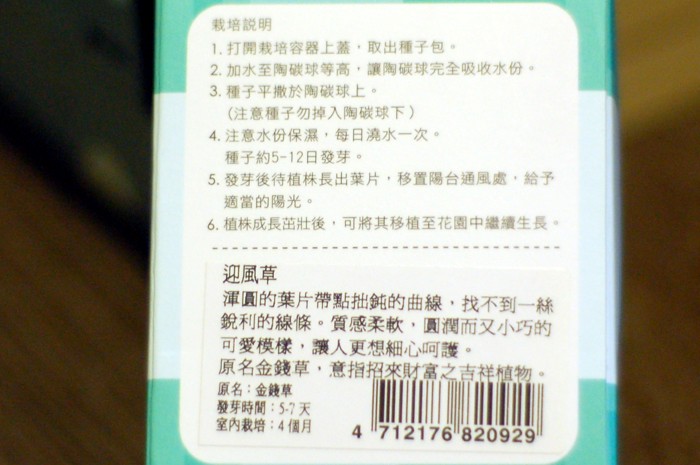 栽培說明
1. 打開栽培容器上蓋，取出種子包。
2. 加水至陶碳球等高，讓陶碳球完全吸收水份。
3. 種子平撒於陶碳球上。
（注意種子勿掉入陶碳球下）
4. 注意水份保濕，每日澆水一次。
種子約5-12日發芽。
5. 發芽後待植株長出葉片，移置陽台通風處，給予
適當的陽光。
6. 植株成長茁壯後，可將其移植至花園中繼續生長。
迎風草
渾圓的葉片帶點拙鈍的曲線，找不到一絲
銳利的線條。質感柔軟，圓潤而又小巧的
可愛模樣，讓人更想細心呵護。
原名金錢草，意指招來財富之吉祥植物。
原名：金錢草
發芽時間：5-7 天
室內栽培：4 個月
4 712176 820929